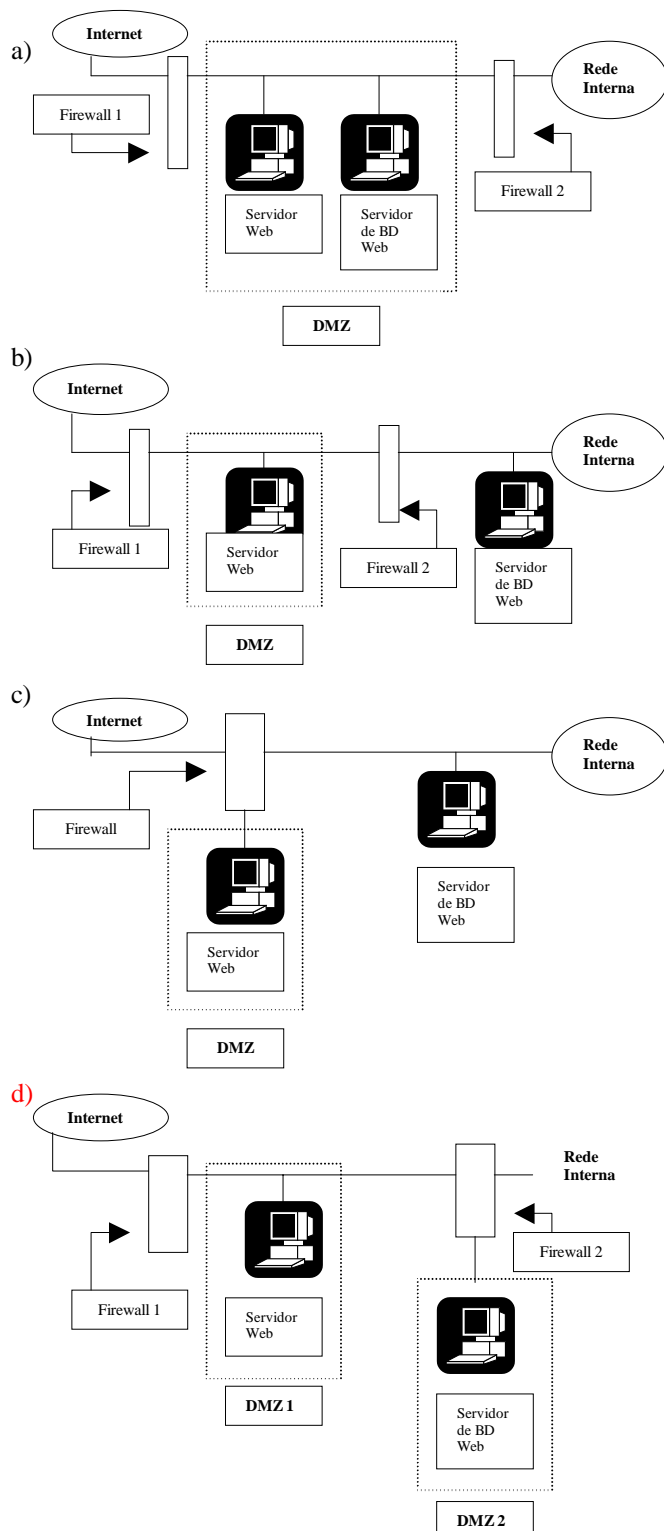 a)
Internet
Rede
Interna
Firewall 1
Servidor
Web
Servidor
de BD
Web
Firewall 2
DMZ
b)
Internet
Rede
Interna
Firewall 1
Servidor
Web
Firewall 2
Servidor
de BD
Web
DMZ
c)
Internet
Rede
Interna
Firewall
Servidor
Web
Servidor
de BD
Web
DMZ
d)
Internet
Rede
Interna
Firewall 1
Servidor
Web
Firewall 2
DMZ 1
Servidor
de BD
Web
DMZ 2